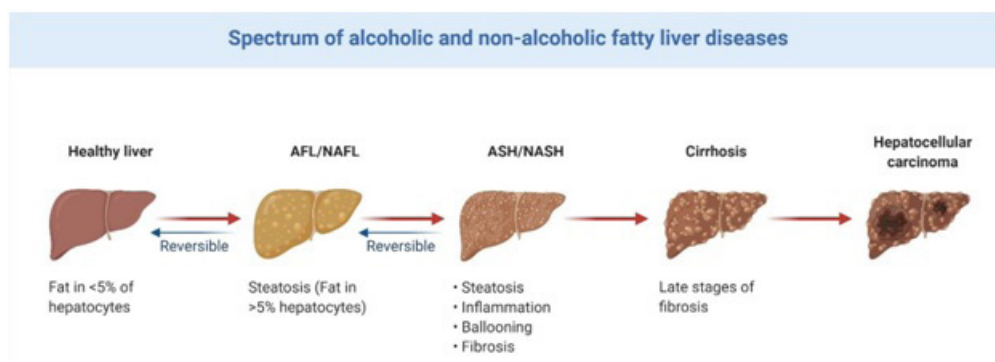 Spectrum of alcoholic and non-alcoholic fatty liver diseases
Healthy liver
AFL/NAFL
ASH/NASH
Cirrhosis
Hepatocellular
carcinoma
Reversible
Reversible
Fat in <5% of
hepatocytes
Steatosis (Fat in
>5% hepatocytes)
• Steatosis
• Inflammation
• Ballooning
• Fibrosis
Late stages of
fibrosis